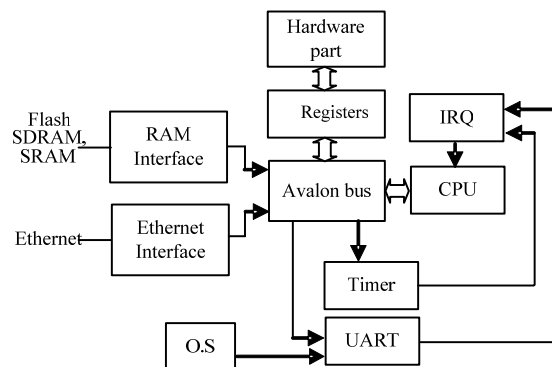 Hardware
part
Flash
SDRAM,
SRAM
RAM
Interface
Registers
IRQ
Avalon bus
CPU
Ethernet
Ethernet
Interface
Timer
O.S
UART